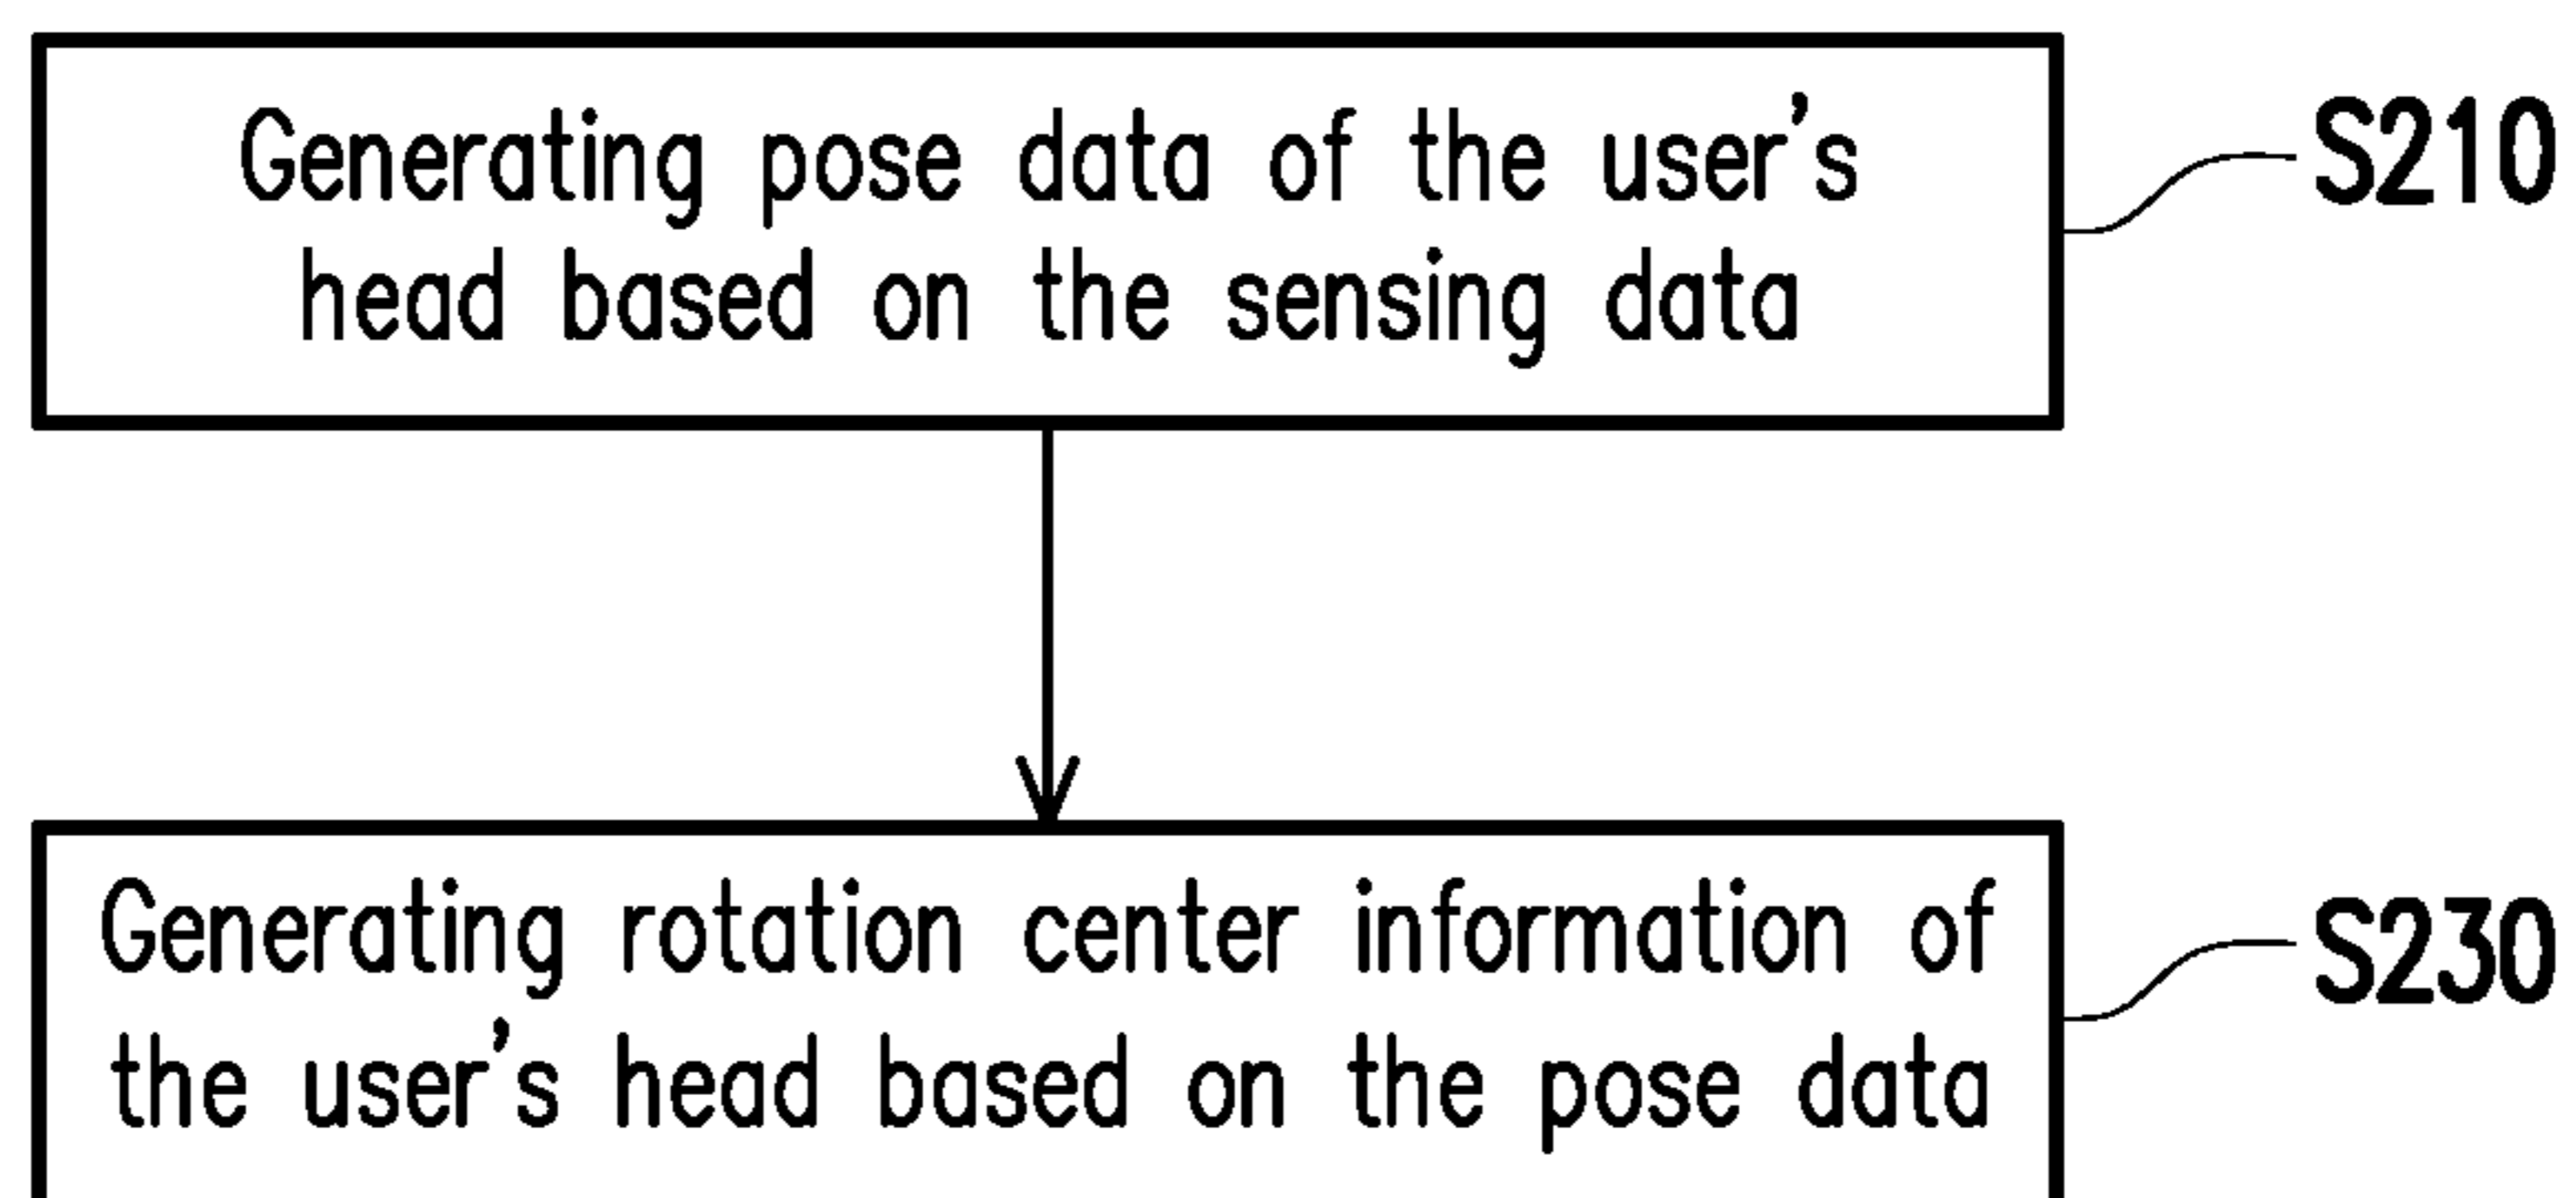 Generating pose data of the user's
head based on the sensing data
S210
Generating rotation center information of
the user's head based on the pose data
S230